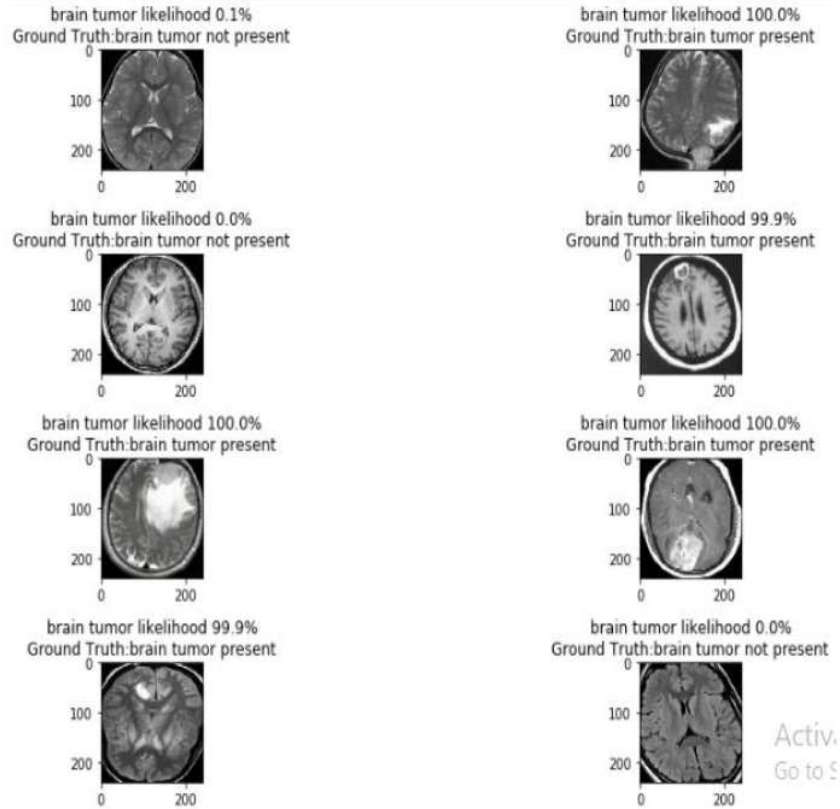 brain tumor likelihood 0.1%
Ground Truth:brain tumor not present
0
100
200
0 200
brain tumor likelihood 100.0%
Ground Truth:brain tumor present
0
100
200
0 200
brain tumor likelihood 0.0%
Ground Truth:brain tumor not present
0
100
200
0 200
brain tumor likelihood 99.9%
Ground Truth:brain tumor present
0
100
200
0 200
brain tumor likelihood 100.0%
Ground Truth:brain tumor present
0
100
200
0 200
brain tumor likelihood 100.0%
Ground Truth:brain tumor present
0
100
200
0 200
brain tumor likelihood 99.9%
Ground Truth:brain tumor present
0
100
200
0 200
brain tumor likelihood 0.0%
Ground Truth:brain tumor not present
0
100
200
0 200
Go to